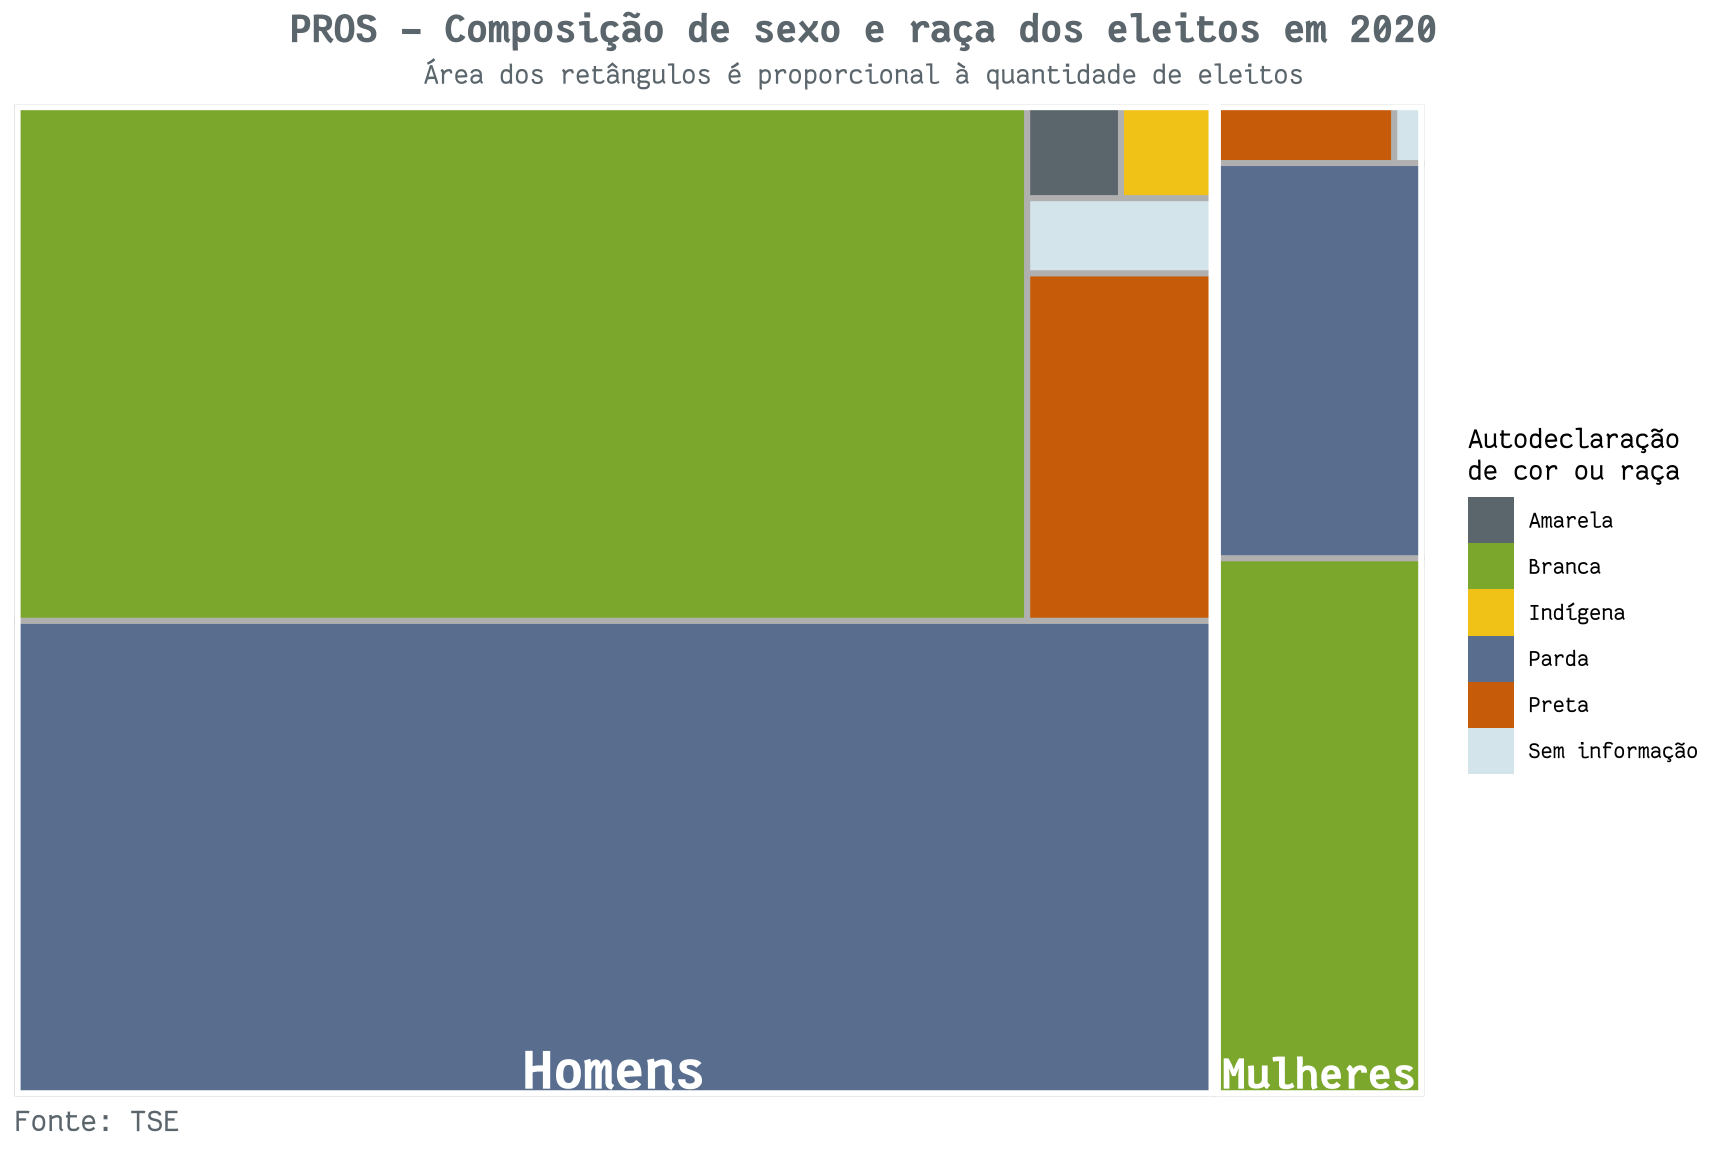 PROS – Composição de sexo e raça dos eleitos em 2020
Área dos retângulos é proporcional à quantidade de eleitos
Autodeclaração
de cor ou raça
Amarela
Branca
Indígena
Parda
Preta
Sem informação
Homens
Mulheres
Fonte: TSE